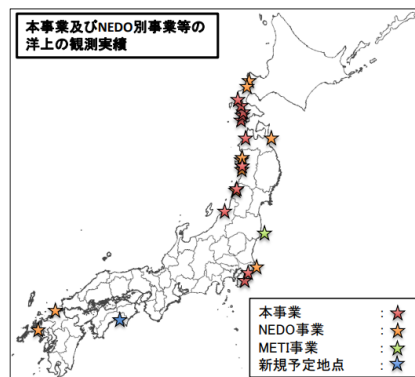 本事業及びNEDO別事業等の
洋上の観測実績
本事業 :
NEDO事業 :
METI事業 :
新規予定地点 :